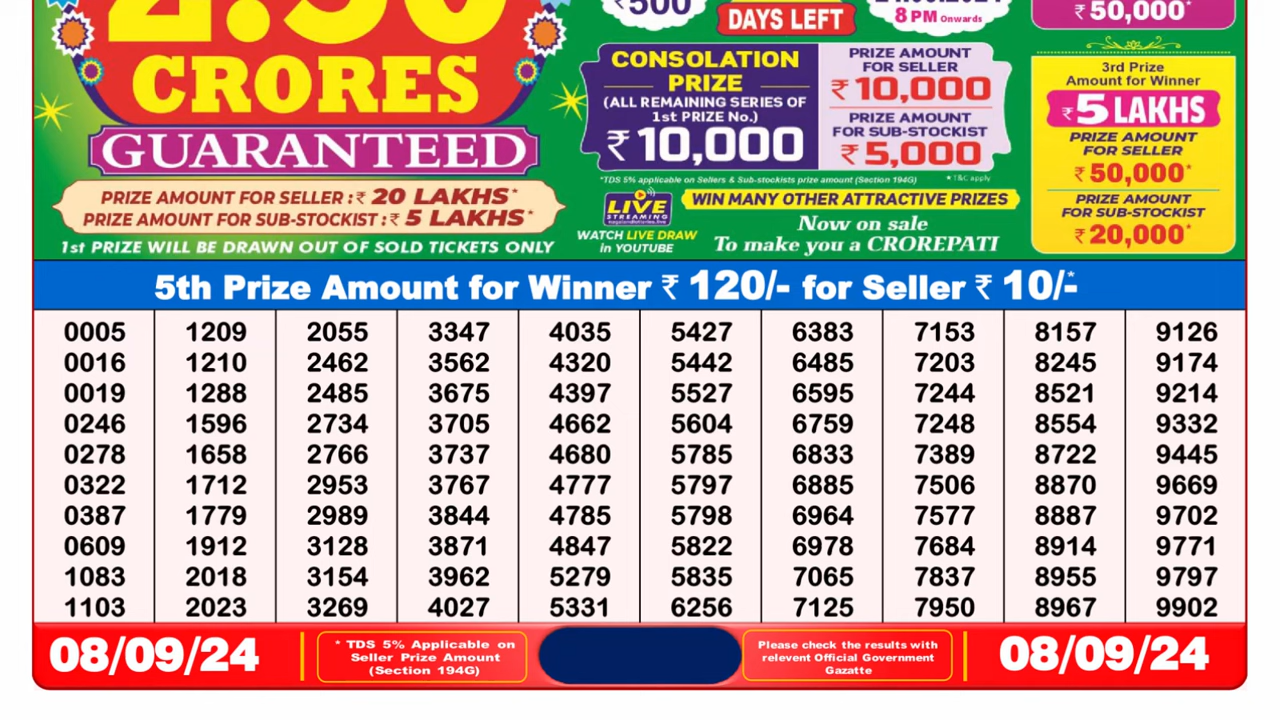 2.50
CRORES
GUARANTEED
PRIZE AMOUNT FOR SELLER :₹ 20 LAKHS*
PRIZE AMOUNT FOR SUB-STOCKIST :₹ 5 LAKHS*
1st PRIZE WILL BE DRAWN OUT OF SOLD TICKETS ONLY
₹500
DAYS LEFT
8 PM Onwards
CONSOLATION
PRIZE
(ALL REMAINING SERIES OF
1st PRIZE No.)
₹ 10,000
PRIZE AMOUNT
FOR SELLER
₹ 10,000
PRIZE AMOUNT
FOR SUB-STOCKIST
₹ 5,000
*TDS 5% applicable on Sellers & Sub-stockists prize amount (Section 194G)
* T&C apply
LIVE
STREAMING
WATCH LIVE DRAW
in YOUTUBE
WIN MANY OTHER ATTRACTIVE PRIZES
Now on sale
To make you a CROREPATI
₹ 50,000*
3rd Prize
Amount for Winner
₹ 5 LAKHS
PRIZE AMOUNT
FOR SELLER
₹ 50,000*
PRIZE AMOUNT
FOR SUB-STOCKIST
₹ 20,000*
5th Prize Amount for Winner ₹ 120/- for Seller ₹ 10/-*
0005 1209 2055 3347 4035 5427 6383 7153 8157 9126
0016 1210 2462 3562 4320 5442 6485 7203 8245 9174
0019 1288 2485 3675 4397 5527 6595 7244 8521 9214
0246 1596 2734 3705 4662 5604 6759 7248 8554 9332
0278 1658 2766 3737 4680 5785 6833 7389 8722 9445
0322 1712 2953 3767 4777 5797 6885 7506 8870 9669
0387 1779 2989 3844 4785 5798 6964 7577 8887 9702
0609 1912 3128 3871 4847 5822 6978 7684 8914 9771
1083 2018 3154 3962 5279 5835 7065 7837 8955 9797
1103 2023 3269 4027 5331 6256 7125 7950 8967 9902
08/09/24
* TDS 5% Applicable on
Seller Prize Amount
(Section 194G)
Please check the results with
relevent Official Government
Gazatte
08/09/24